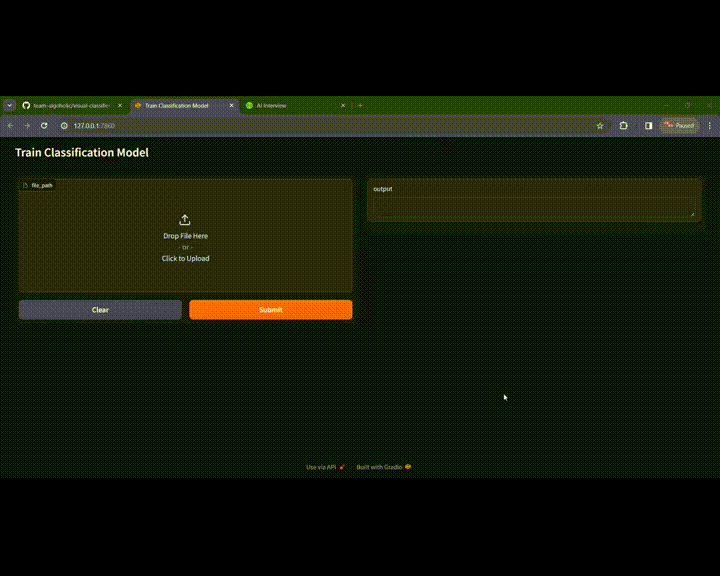 team-algoholic/visual-classific
Train Classification Model
AI Interview
127.0.0.1:7860
Paused
Train Classification Model
file_path
Drop File Here
- or -
Click to Upload
Clear
Submit
output
Use via API
Built with Gradio